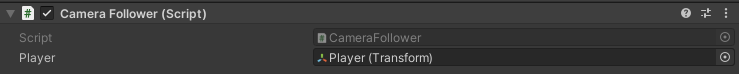 Camera Follower (Script)
Script CameraFollower
Player Player (Transform)